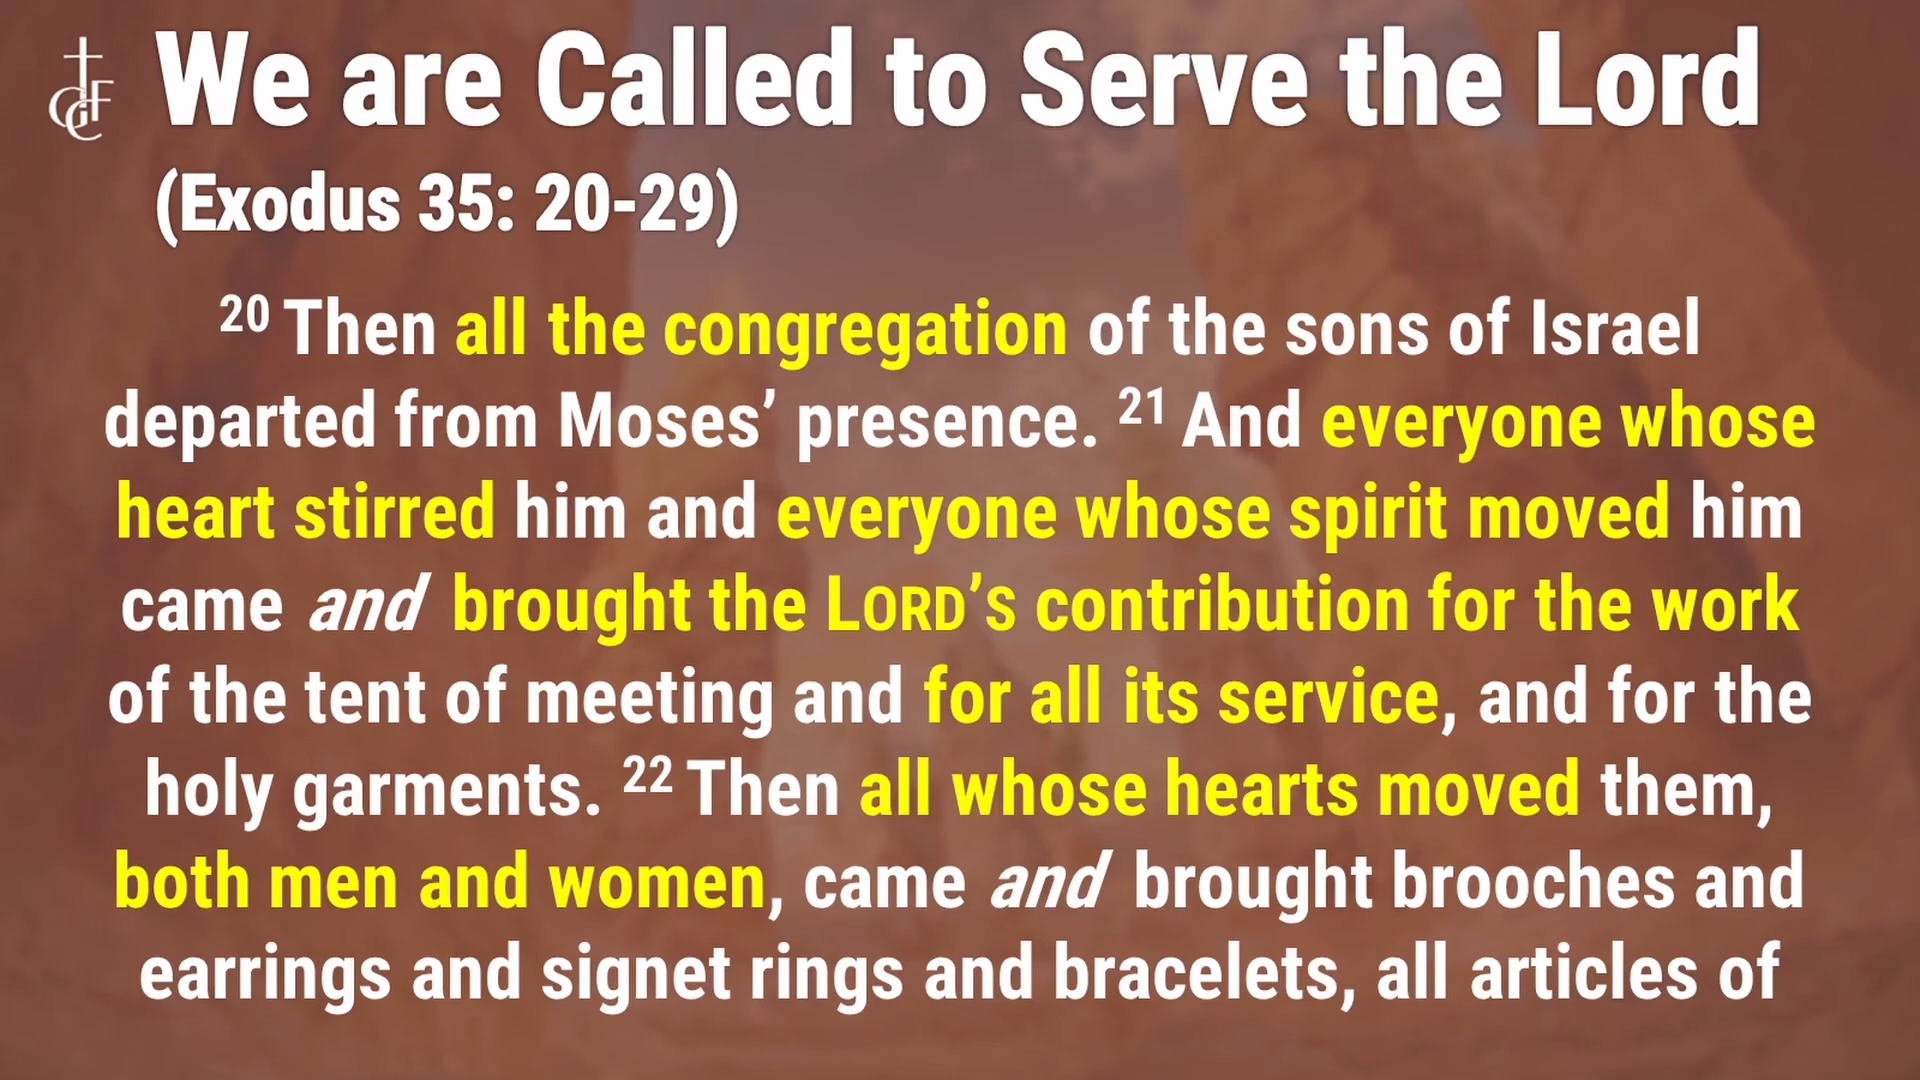 We are Called to Serve the Lord
(Exodus 35: 20-29)
20 Then all the congregation of the sons of Israel
departed from Moses’ presence. 21 And everyone whose
heart stirred him and everyone whose spirit moved him
came and brought the LORD’S contribution for the work
of the tent of meeting and for all its service, and for the
holy garments. 22 Then all whose hearts moved them,
both men and women, came and brought brooches and
earrings and signet rings and bracelets, all articles of